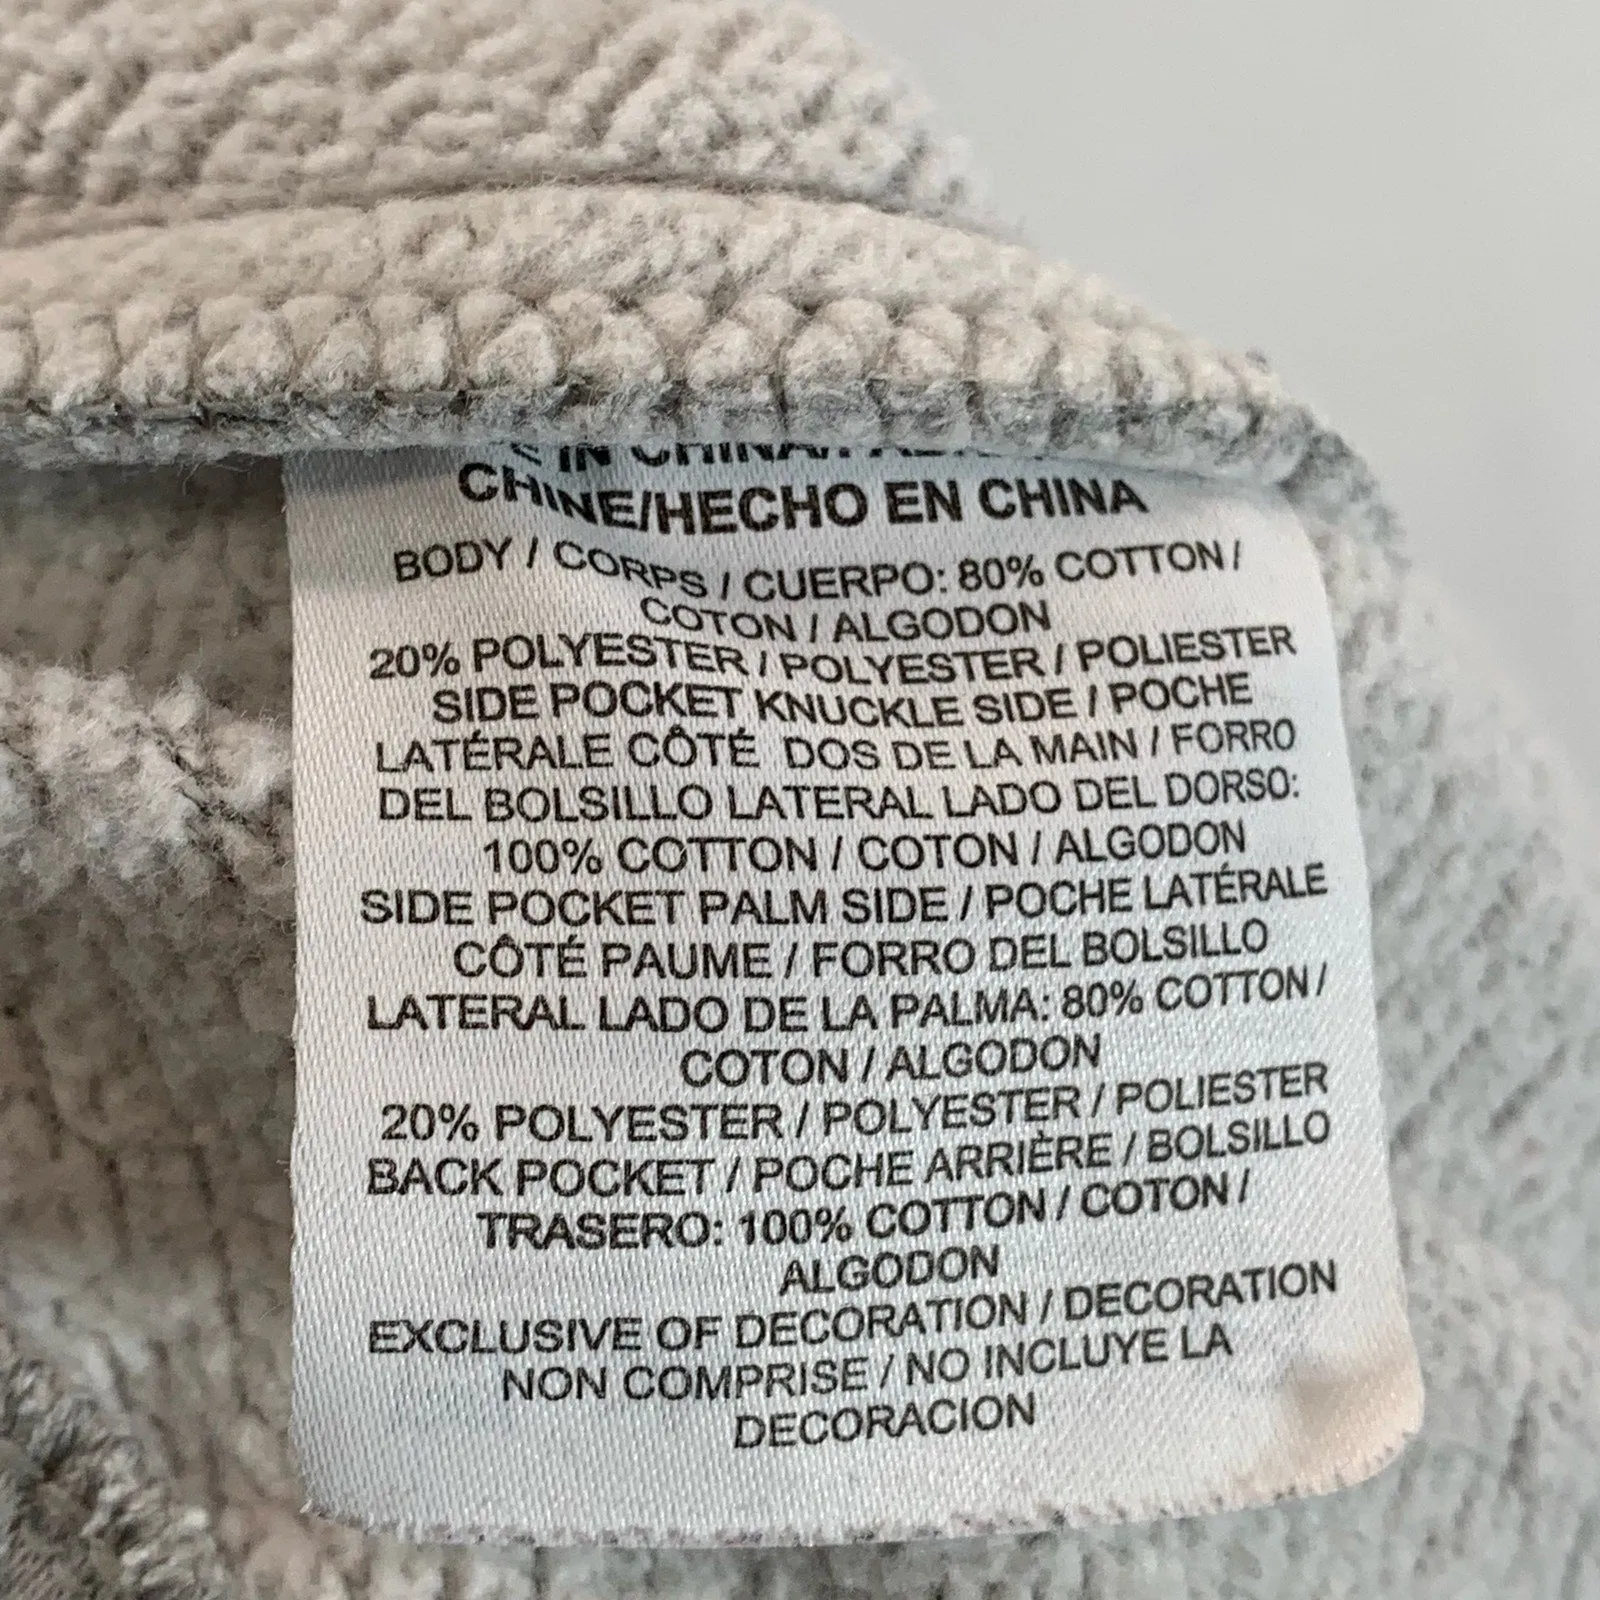 IN CHINA/
CHINE/HECHO EN CHINA
BODY / CORPS / CUERPO: 80% COTTON /
COTON / ALGODON
20% POLYESTER / POLYESTER / POLIESTER
SIDE POCKET KNUCKLE SIDE / POCHE
LATÉRALE CÔTÉ DOS DE LA MAIN / FORRO
DEL BOLSILLO LATERAL LADO DEL DORSO:
100% COTTON / COTON / ALGODON
SIDE POCKET PALM SIDE / POCHE LATÉRALE
CÔTÉ PAUME / FORRO DEL BOLSILLO
LATERAL LADO DE LA PALMA: 80% COTTON /
COTON / ALGODON
20% POLYESTER / POLYESTER / POLIESTER
BACK POCKET / POCHE ARRIÈRE / BOLSILLO
TRASERO: 100% COTTON / COTON /
ALGODON
EXCLUSIVE OF DECORATION / DECORATION
NON COMPRISE / NO INCLUYE LA
DECORACION